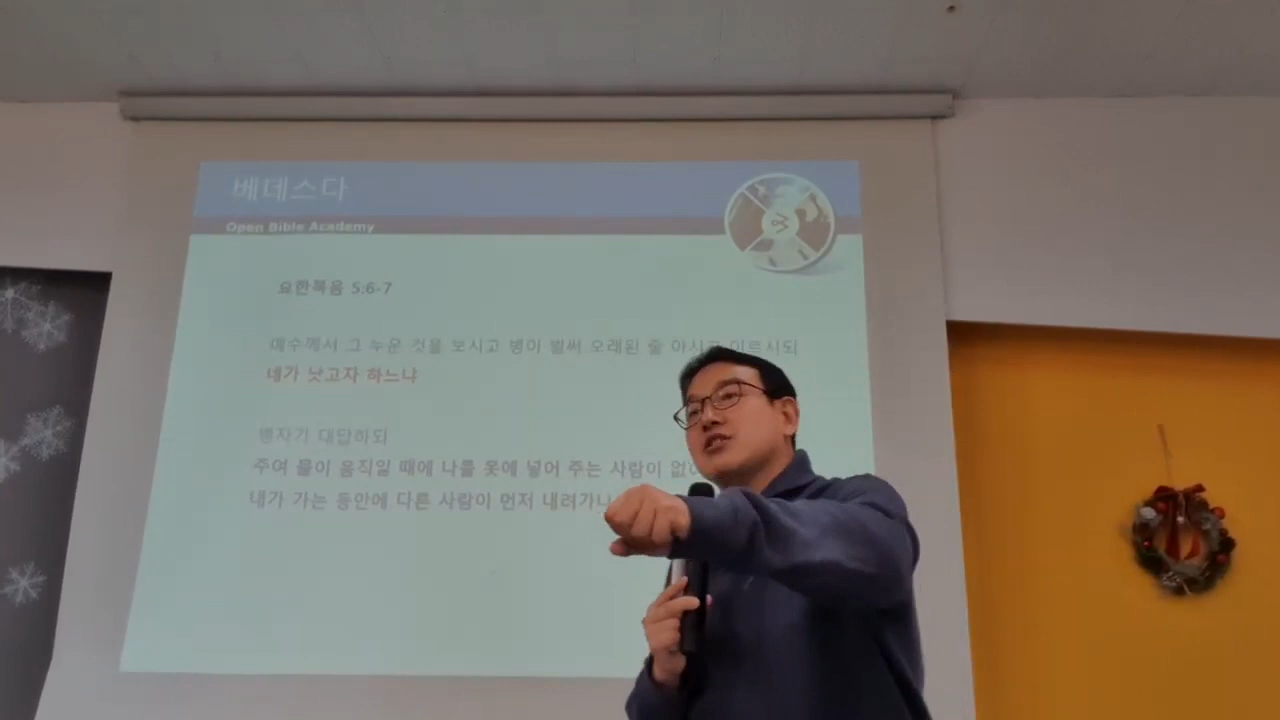 베데스다
Open Bible Academy
요한복음 5:6-7
예수께서 그 누운 것을 보시고 병이 벌써 오래된 줄 아시고 이르시되
네가 낫고자 하느냐
병자가 대답하되
주여 물이 움직일 때에 나를 못에 넣어 주는 사람이
내가 가는 동안에 다른 사람이 먼저 내려가나